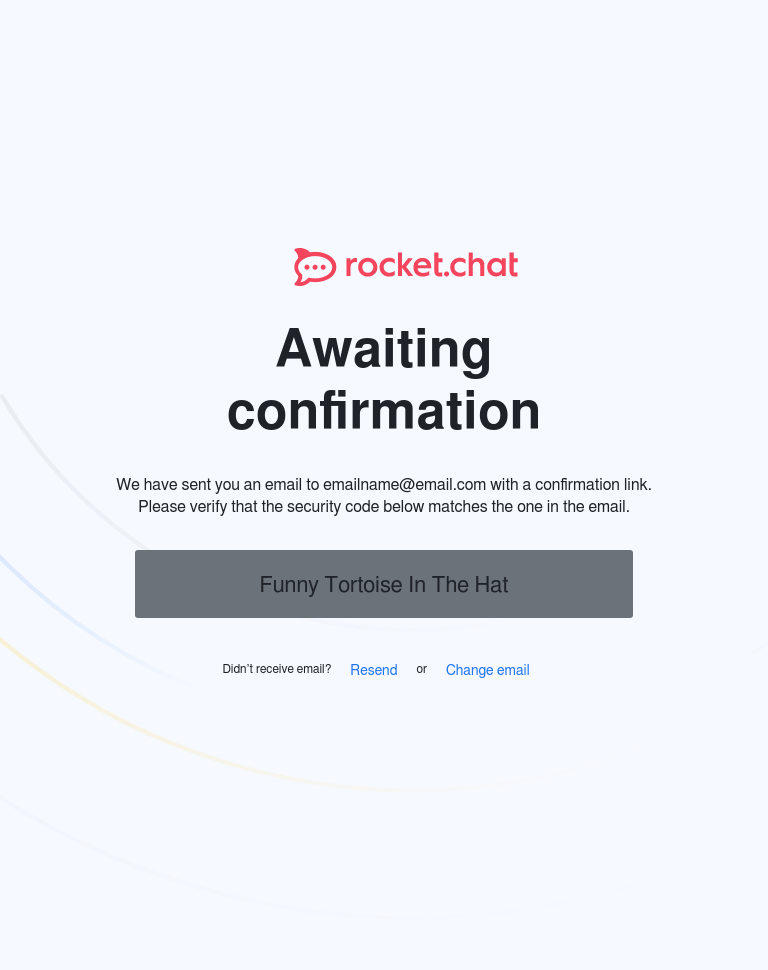 rocket.chat
Awaiting
confirmation
We have sent you an email to emailname@email.com with a confirmation link.
Please verify that the security code below matches the one in the email.
Funny Tortoise In The Hat
Didn't receive email? Resend or Change email